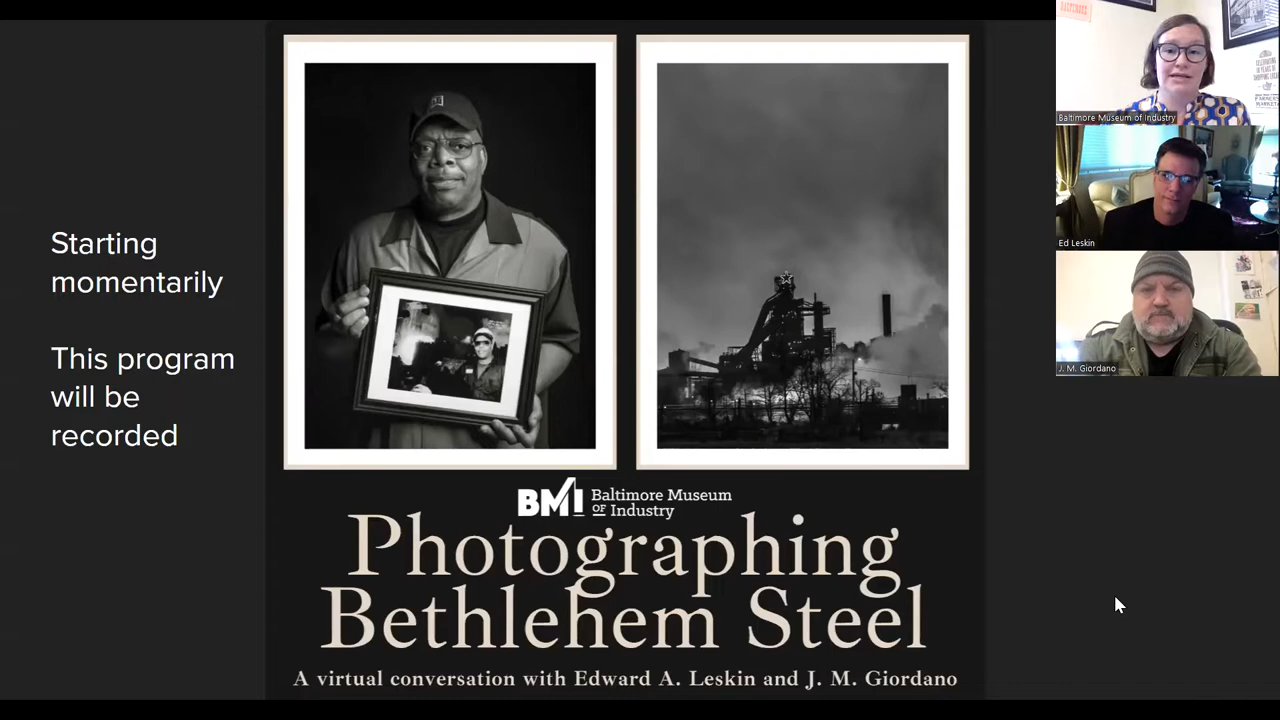 Starting
momentarily
This program
will be
recorded
BMI Baltimore Museum
OF Industry
Photographing
Bethlehem Steel
A virtual conversation with Edward A. Leskin and J. M. Giordano
BALTIMORE
Baltimore Museum of Industry
Ed Leskin
J. M. Giordano